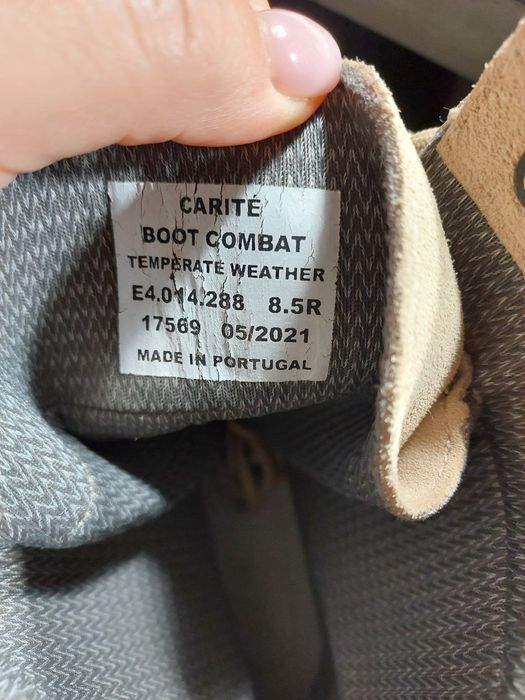 CARITÉ
BOOT COMBAT
TEMPERATE WEATHER
E4.014.288 8.5R
17569 05/2021
MADE IN PORTUGAL